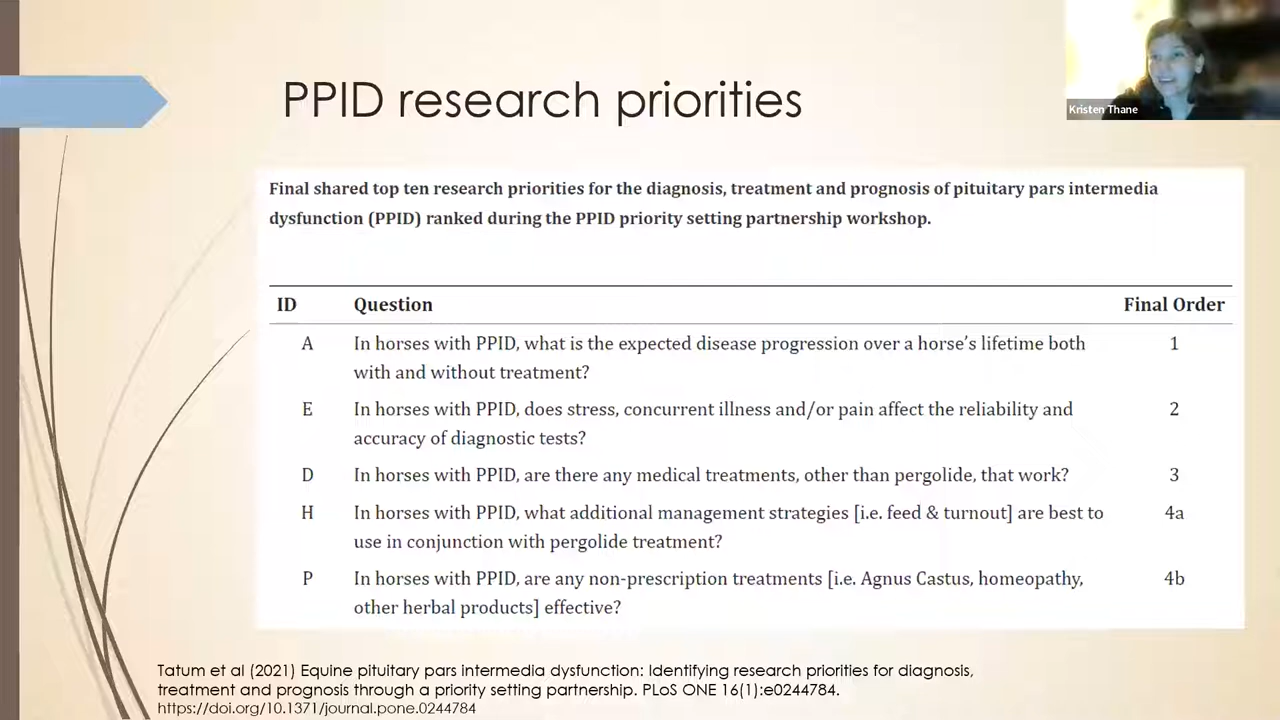 PPID research priorities
Kristen Thane
Final shared top ten research priorities for the diagnosis, treatment and prognosis of pituitary pars intermedia
dysfunction (PPID) ranked during the PPID priority setting partnership workshop.
ID Question Final Order
A In horses with PPID, what is the expected disease progression over a horse's lifetime both 1
with and without treatment?
E In horses with PPID, does stress, concurrent illness and/or pain affect the reliability and 2
accuracy of diagnostic tests?
D In horses with PPID, are there any medical treatments, other than pergolide, that work? 3
H In horses with PPID, what additional management strategies [i.e. feed & turnout] are best to 4a
use in conjunction with pergolide treatment?
P In horses with PPID, are any non-prescription treatments [i.e. Agnus Castus, homeopathy, 4b
other herbal products] effective?
Tatum et al (2021) Equine pituitary pars intermedia dysfunction: Identifying research priorities for diagnosis,
treatment and prognosis through a priority setting partnership. PLoS ONE 16(1):e0244784.
https://doi.org/10.1371/journal.pone.0244784